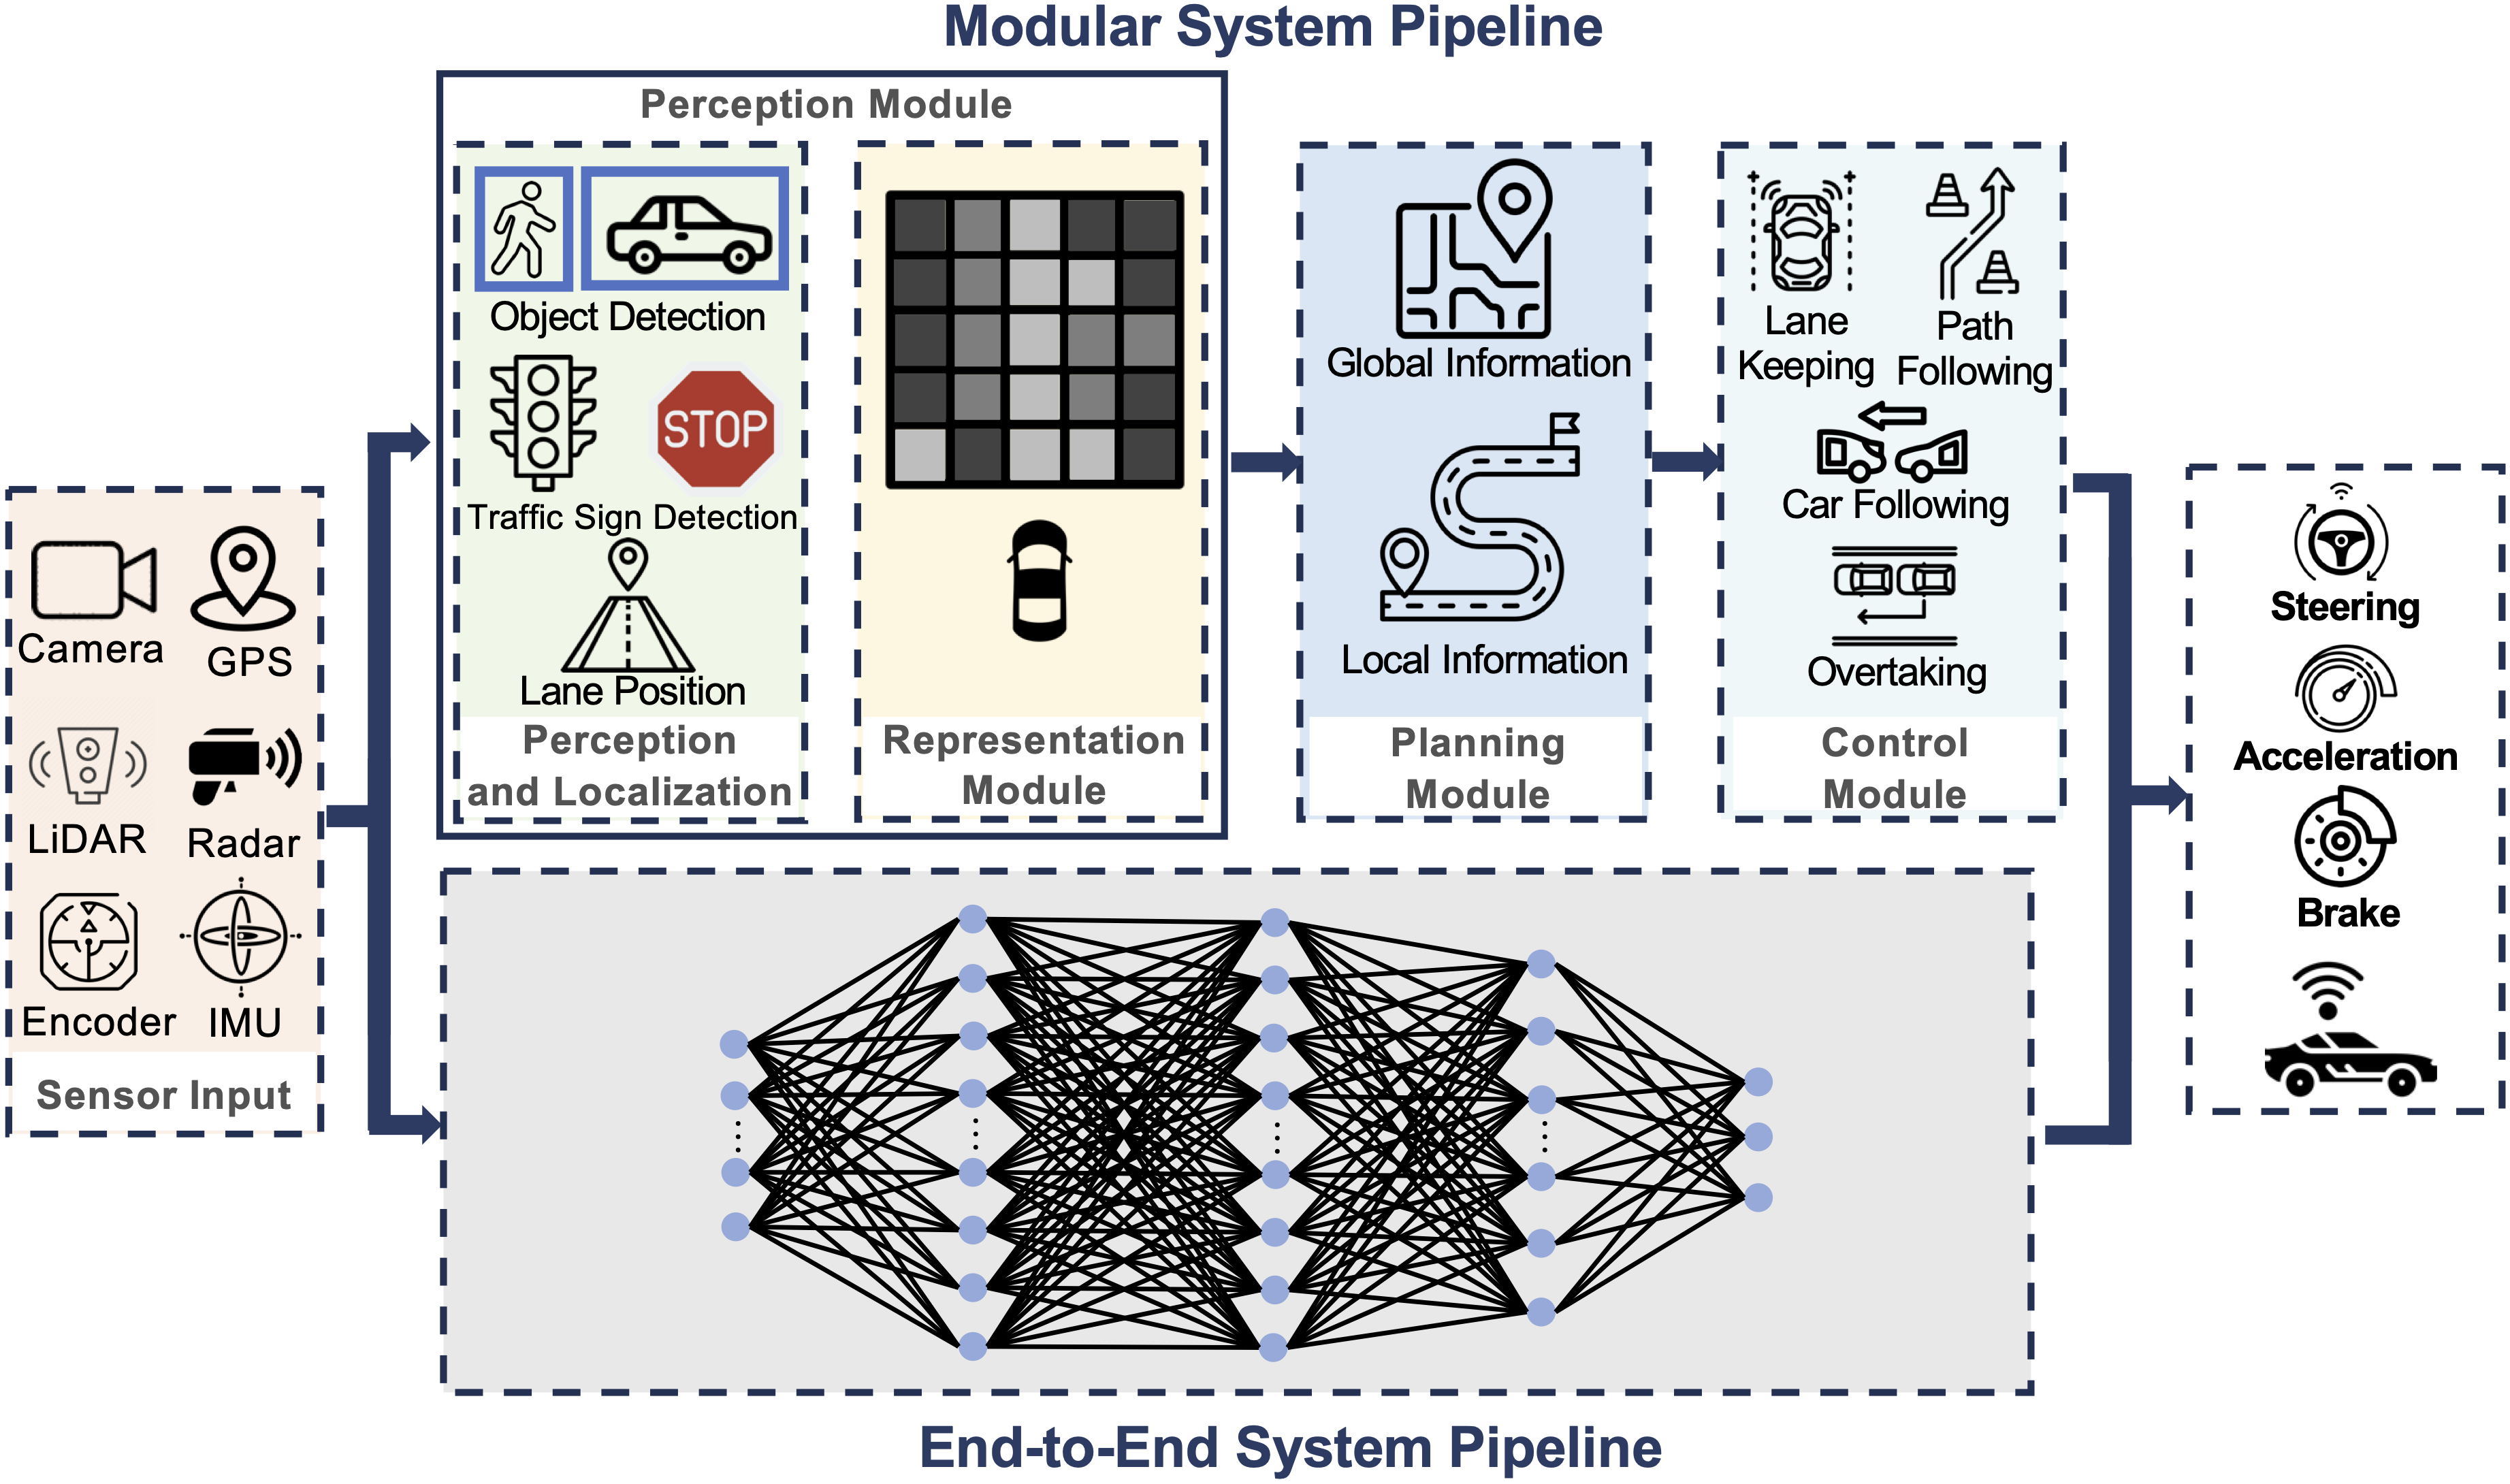 Modular System Pipeline
Perception Module
Object Detection
STOP
Traffic Sign Detection
Lane Position
Perception
and Localization
Representation
Module
Global Information
Local Information
Planning
Module
Lane
Keeping
Path
Following
Car Following
Overtaking
Control
Module
Camera
GPS
LiDAR
Radar
Encoder
IMU
Sensor Input
Steering
Acceleration
Brake
End-to-End System Pipeline